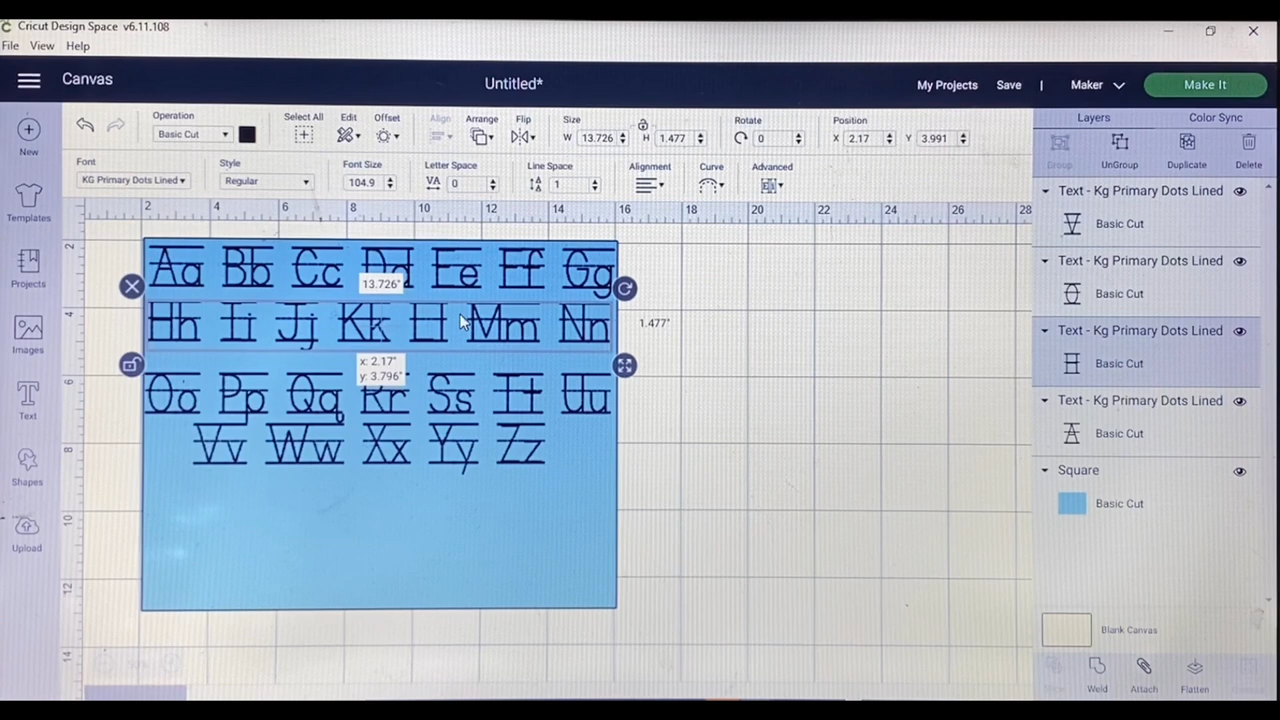 Cricut Design Space v6.11.108
File View Help
Canvas
Untitled*
My Projects Save | Maker Make It
Operation
Basic Cut
Select All Edit Offset Align Arrange Flip
Size
W 13.726 H 1.477
Rotate
0
Position
X 2.17 Y 3.991
Font
KG Primary Dots Lined
Style
Regular
Font Size
104.9
Letter Space
VA 0
Line Space
1
Alignment Curve Advanced
New
Templates
Projects
Images
Text
Shapes
Upload
2 4 6 8 10 12 14 16 18 20 22 24 26 28
2
4
6
8
10
12
14
Aa Bb Cc Dd Ee Ff Gg
13.726"
Hh Ii Jj Kk Ll Mm Nn
1.477"
x: 2.17"
y: 3.796"
Oo Pp Qq Rr Ss Tt Uu
Vv Ww Xx Yy Zz
Layers Color Sync
Group UnGroup Duplicate Delete
Text - Kg Primary Dots Lined
V Basic Cut
Text - Kg Primary Dots Lined
O Basic Cut
Text - Kg Primary Dots Lined
H Basic Cut
Text - Kg Primary Dots Lined
A Basic Cut
Square
Basic Cut
Blank Canvas
Weld Attach Flatten